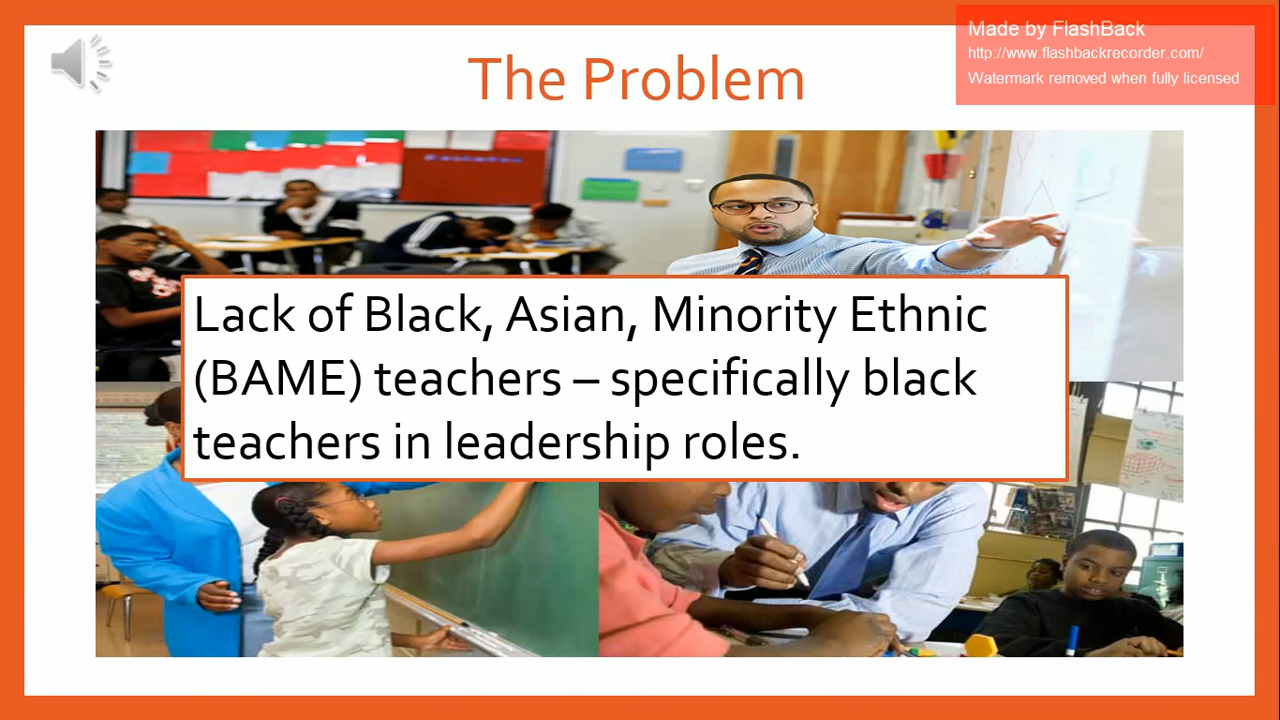 The Problem
Made by FlashBack
http://www.flashbackrecorder.com/
Watermark removed when fully licensed
Lack of Black, Asian, Minority Ethnic
(BAME) teachers – specifically black
teachers in leadership roles.